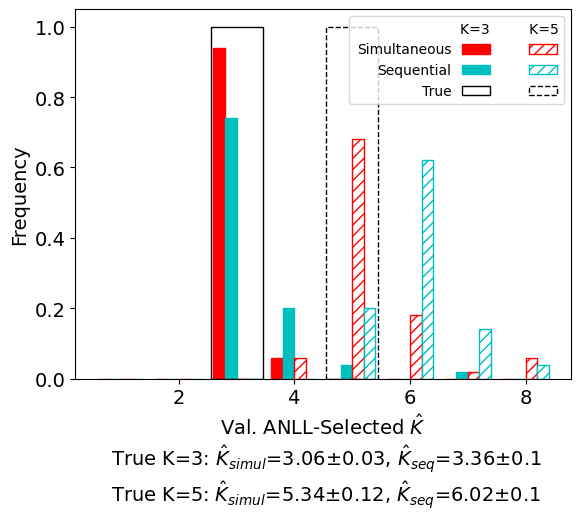 K=3 K=5
Simultaneous
Sequential
True
Frequency
1.0
0.8
0.6
0.4
0.2
0.0
2 4 6 8
Val. ANLL-Selected K̂
True K=3: K̂simul=3.06±0.03, K̂seq=3.36±0.1
True K=5: K̂simul=5.34±0.12, K̂seq=6.02±0.1